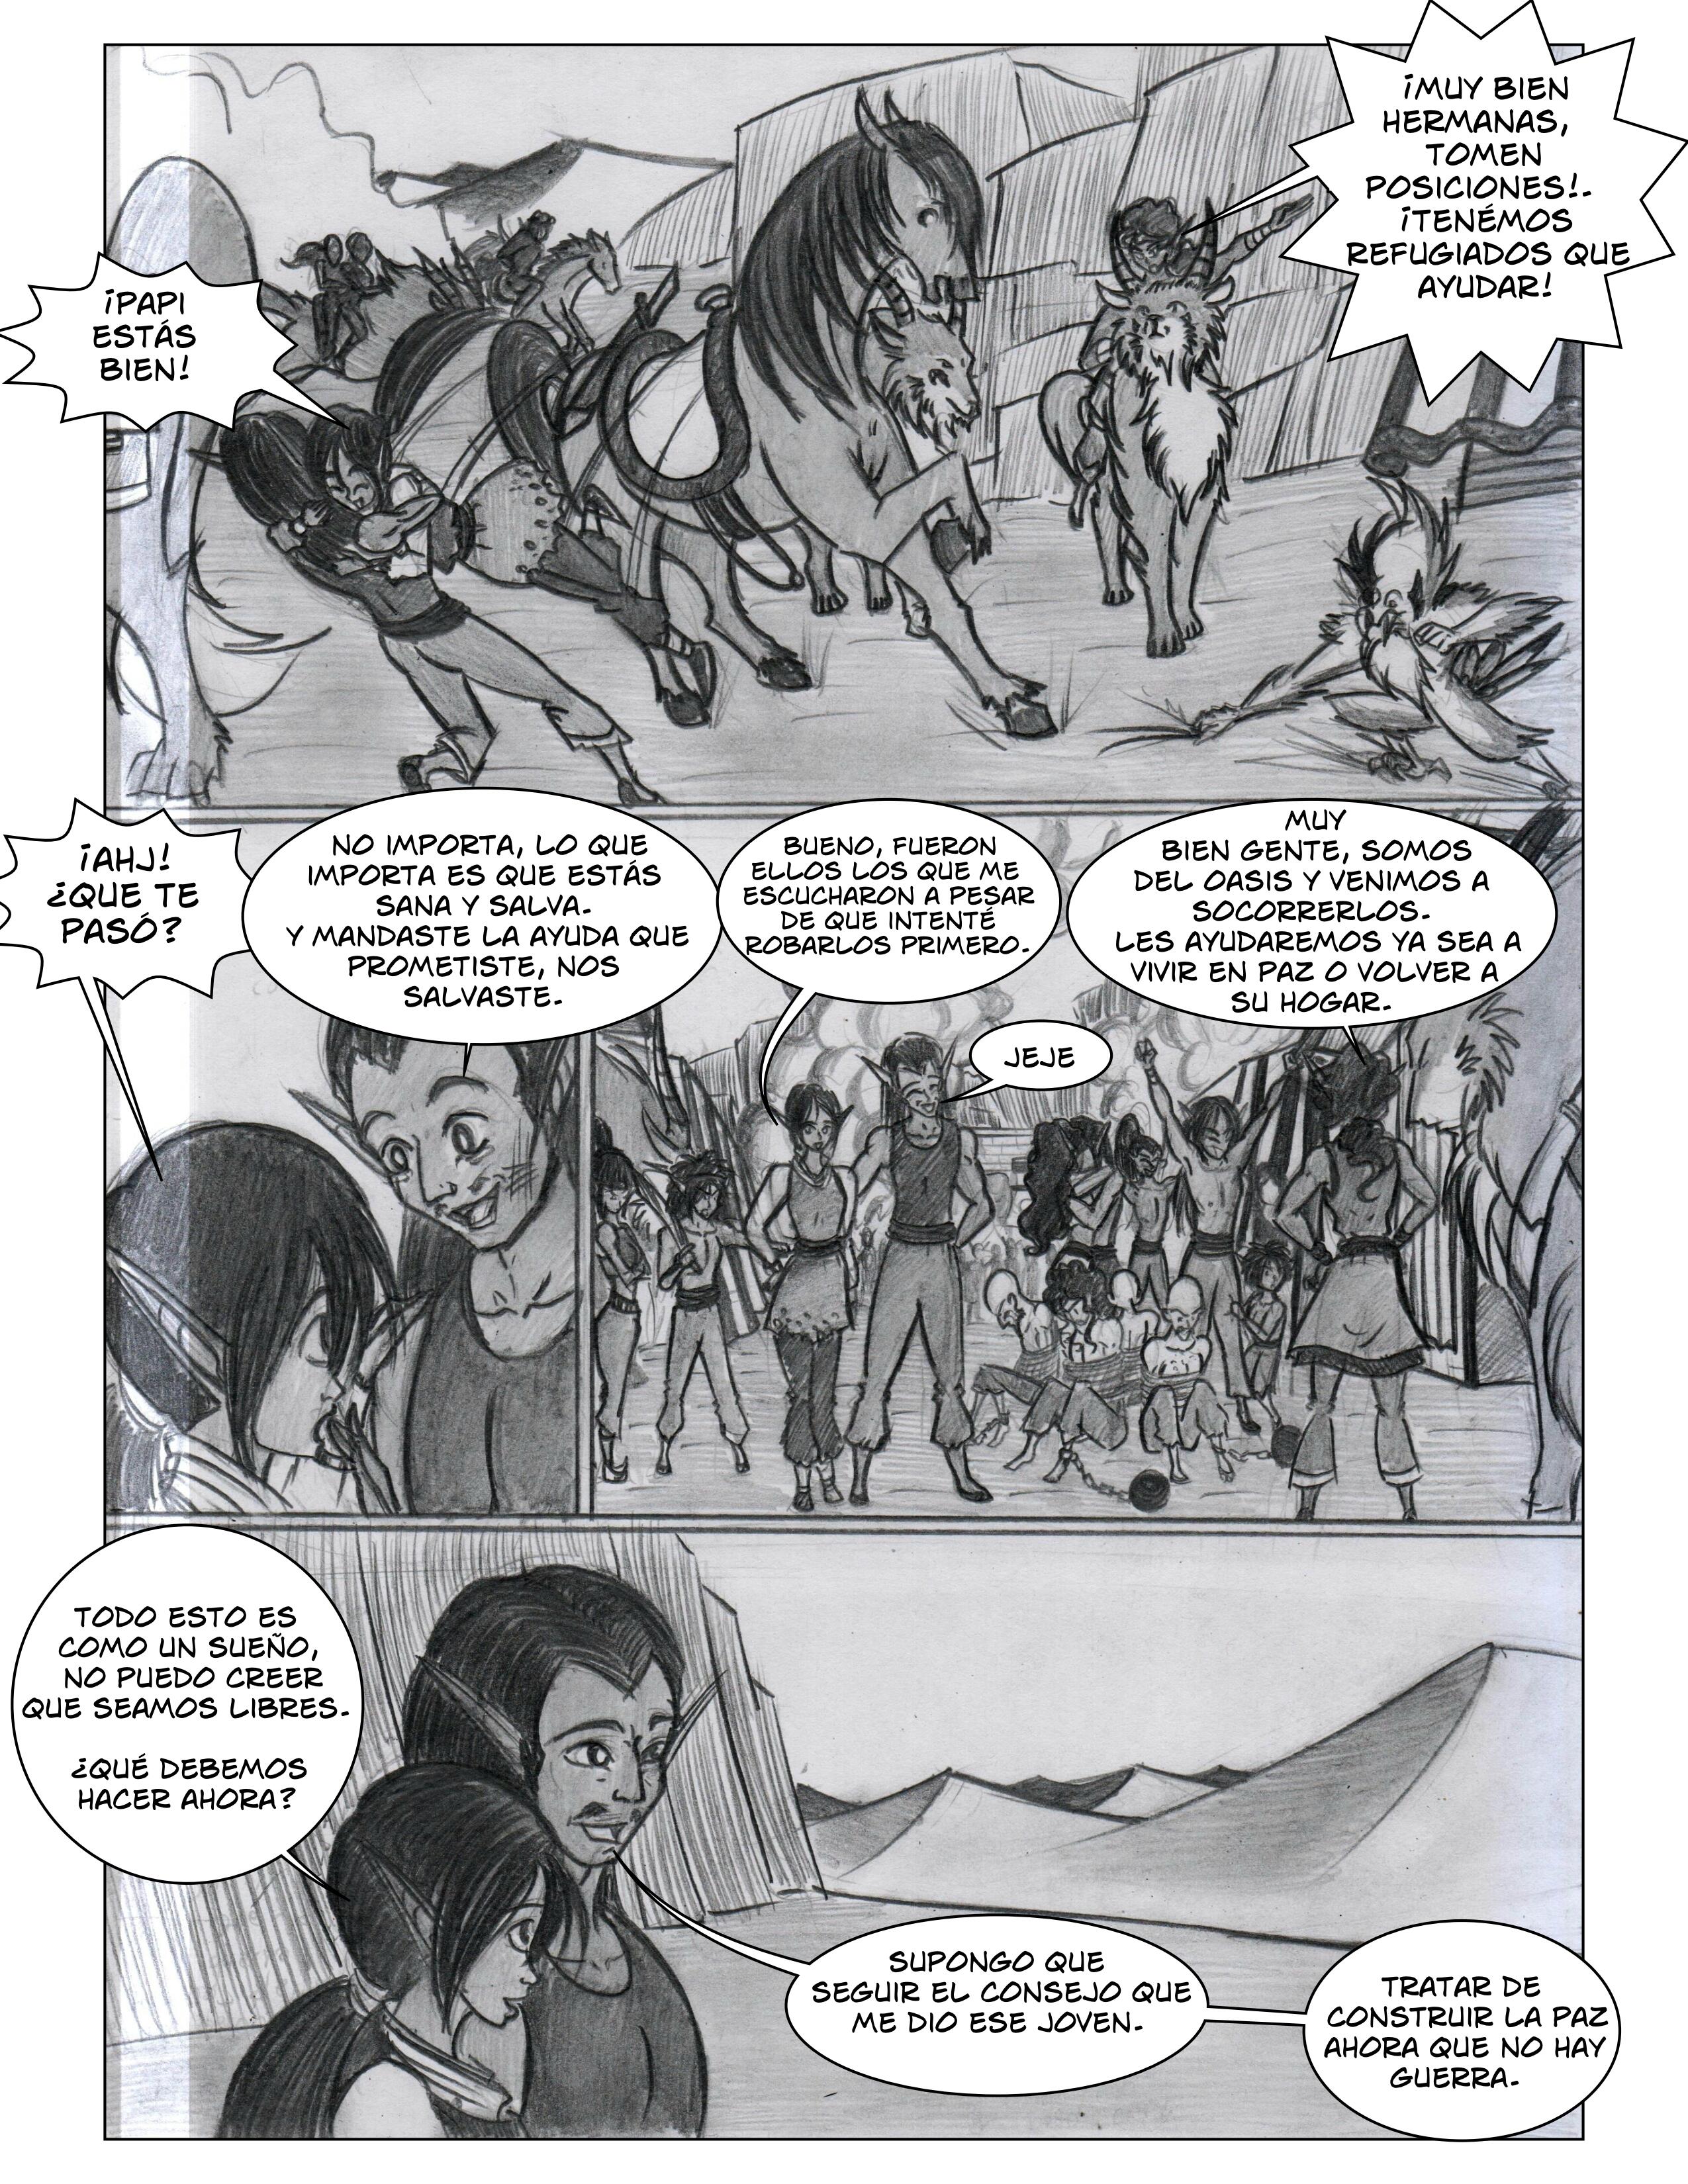 ¡PAPI
ESTÁS
BIEN!
¡MUY BIEN
HERMANAS,
TOMEN
POSICIONES!.
¡TENÉMOS
REFUGIADOS QUE
AYUDAR!
¡AHJ!
¿QUE TE
PASÓ?
NO IMPORTA, LO QUE
IMPORTA ES QUE ESTÁS
SANA Y SALVA.
Y MANDASTE LA AYUDA QUE
PROMETISTE, NOS
SALVASTE.
BUENO, FUERON
ELLOS LOS QUE ME
ESCUCHARON A PESAR
DE QUE INTENTÉ
ROBARLOS PRIMERO.
JEJE
MUY
BIEN GENTE, SOMOS
DEL OASIS Y VENIMOS A
SOCORRERLOS.
LES AYUDAREMOS YA SEA A
VIVIR EN PAZ O VOLVER A
SU HOGAR.
TODO ESTO ES
COMO UN SUEÑO,
NO PUEDO CREER
QUE SEAMOS LIBRES.
¿QUÉ DEBEMOS
HACER AHORA?
SUPONGO QUE
SEGUIR EL CONSEJO QUE
ME DIO ESE JOVEN.
TRATAR DE
CONSTRUIR LA PAZ
AHORA QUE NO HAY
GUERRA.